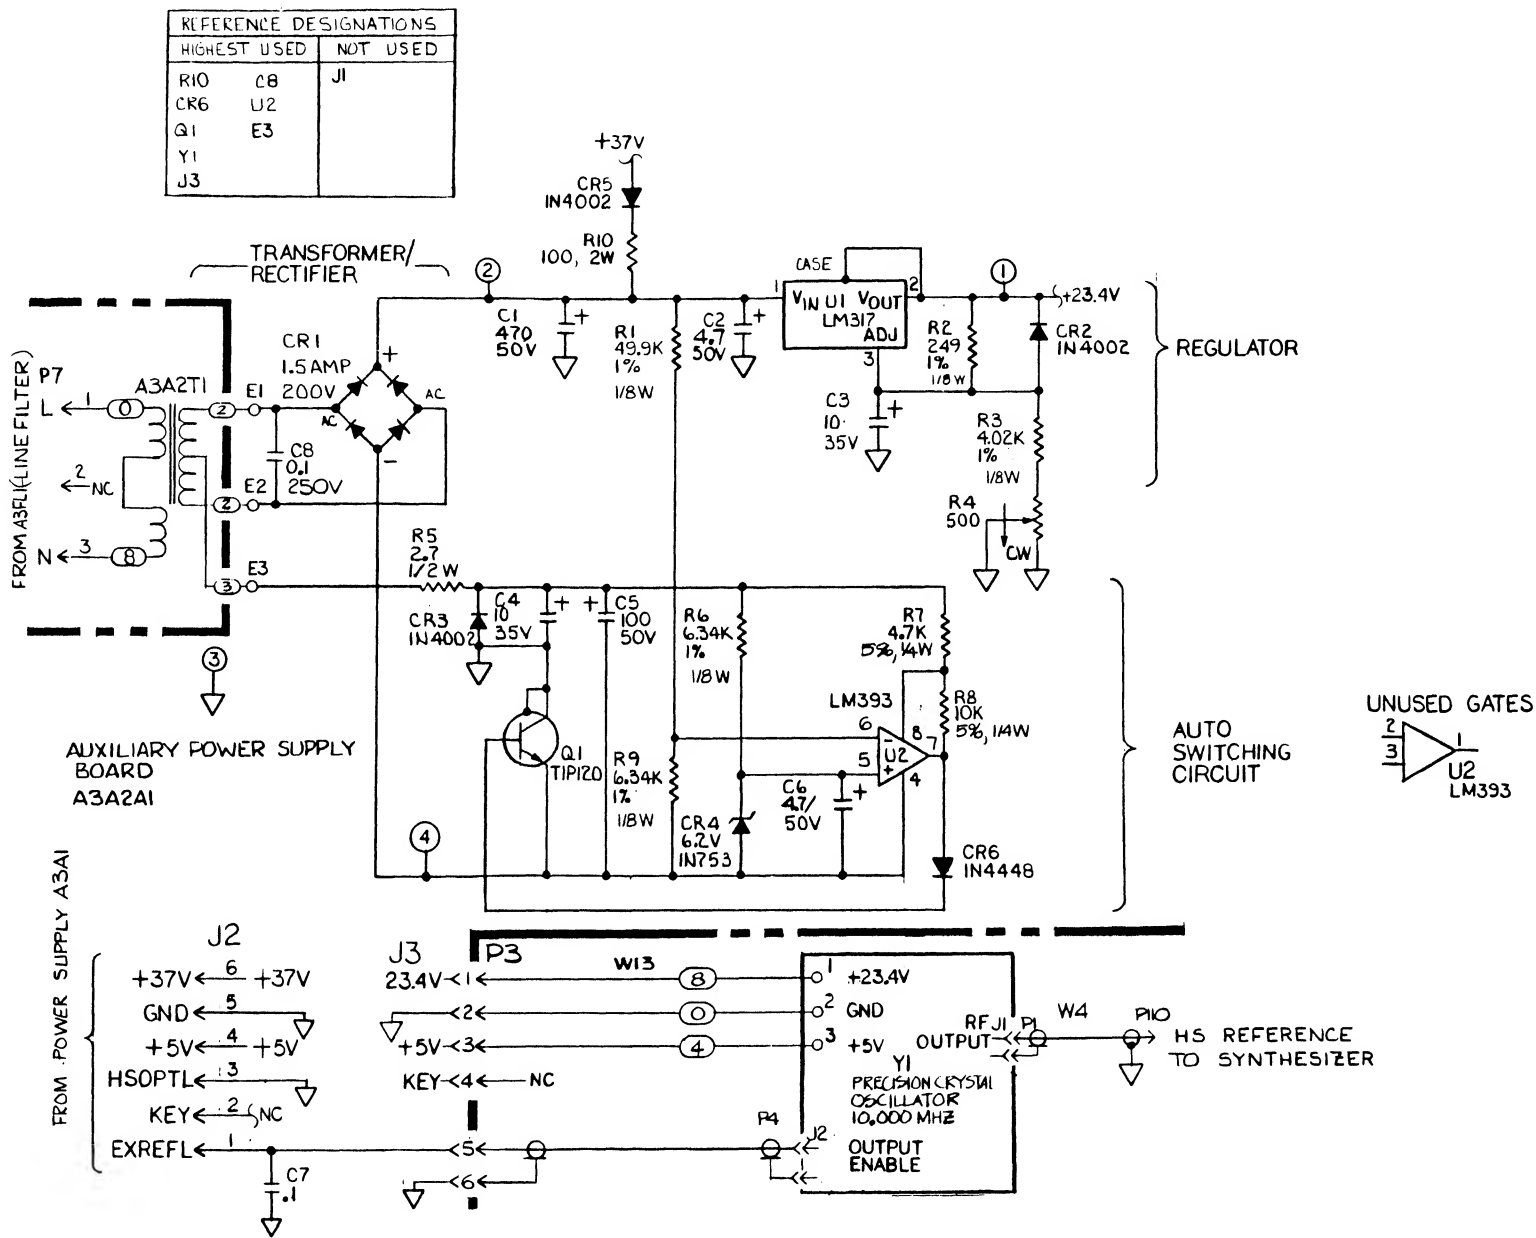 REFERENCE DESIGNATIONS
HIGHEST USED
NOT USED
R10 C8
J1
CR6 U2
Q1 E3
Y1
J3
+37V
CR5
1N4002
R10
100, 2W
TRANSFORMER/
RECTIFIER
2
CASE
1
VIN U1 VOUT
LM317
ADJ
2
3
1
+23.4V
C1
470
50V
+
R1
49.9K
1%
1/8W
C2
4.7
50V
+
R2
249
1%
1/8W
CR2
1N4002
REGULATOR
C3
10
35V
+
R3
4.02K
1%
1/8W
R4
500
CW
FROM A3FL1(LINE FILTER)
P7
L
1
0
A3A2T1
2
E1
2
NC
2
E2
N
3
8
3
E3
C8
0.1
250V
CR1
1.5AMP
200V
+
AC
AC
-
R5
2.7
1/2W
CR3
1N4002
C4
10
35V
+
+
C5
100
50V
R6
6.34K
1%
1/8W
R7
4.7K
5%, 1/4W
R8
10K
5%, 1/4W
LM393
6
5
-
+
U2
8
7
4
3
Q1
TIP120
R9
6.34K
1%
1/8W
C6
4.7/
50V
+
CR4
6.2V
1N753
CR6
1N4448
4
AUTO
SWITCHING
CIRCUIT
UNUSED GATES
2
3
1
U2
LM393
AUXILIARY POWER SUPPLY
BOARD
A3A2A1
FROM POWER SUPPLY A3A1
J2
+37V 6 +37V
GND 5
+5V 4 +5V
HSOPTL 3
KEY 2 NC
EXREFL 1
C7
.1
J3
P3
23.4V 1
2
+5V 3
KEY 4 NC
5
6
W13
8
0
4
P4
J2
1 +23.4V
2 GND
3 +5V
RF
OUTPUT
J1
P1
Y1
PRECISION CRYSTAL
OSCILLATOR
10.000 MHZ
OUTPUT
ENABLE
W4
P110
HS REFERENCE
TO SYNTHESIZER